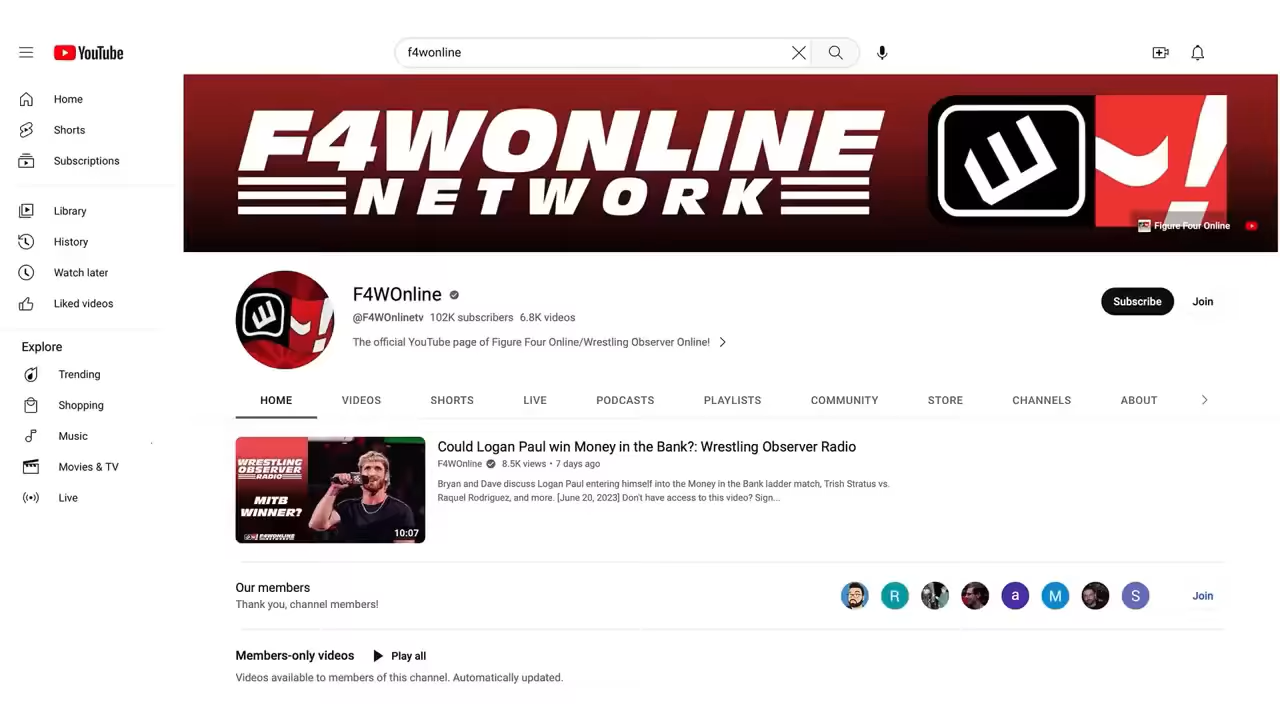 YouTube
f4wonline
Home
Shorts
Subscriptions
Library
History
Watch later
Liked videos
Explore
Trending
Shopping
Music
Movies & TV
Live
F4WONLINE
NETWORK
Figure Four Online
F4WOnline
@F4WOnlinetv 102K subscribers 6.8K videos
The official YouTube page of Figure Four Online/Wrestling Observer Online!
Subscribe
Join
HOME VIDEOS SHORTS LIVE PODCASTS PLAYLISTS COMMUNITY STORE CHANNELS ABOUT
WRESTLING
OBSERVER
RADIO
MITB
WINNER?
F4WONLINE
NETWORK
10:07
Could Logan Paul win Money in the Bank?: Wrestling Observer Radio
F4WOnline 8.5K views • 7 days ago
Bryan and Dave discuss Logan Paul entering himself into the Money in the Bank ladder match, Trish Stratus vs.
Raquel Rodriguez, and more. [June 20, 2023] Don't have access to this video? Sign...
Our members
Thank you, channel members!
R
a
M
S
Join
Members-only videos Play all
Videos available to members of this channel. Automatically updated.